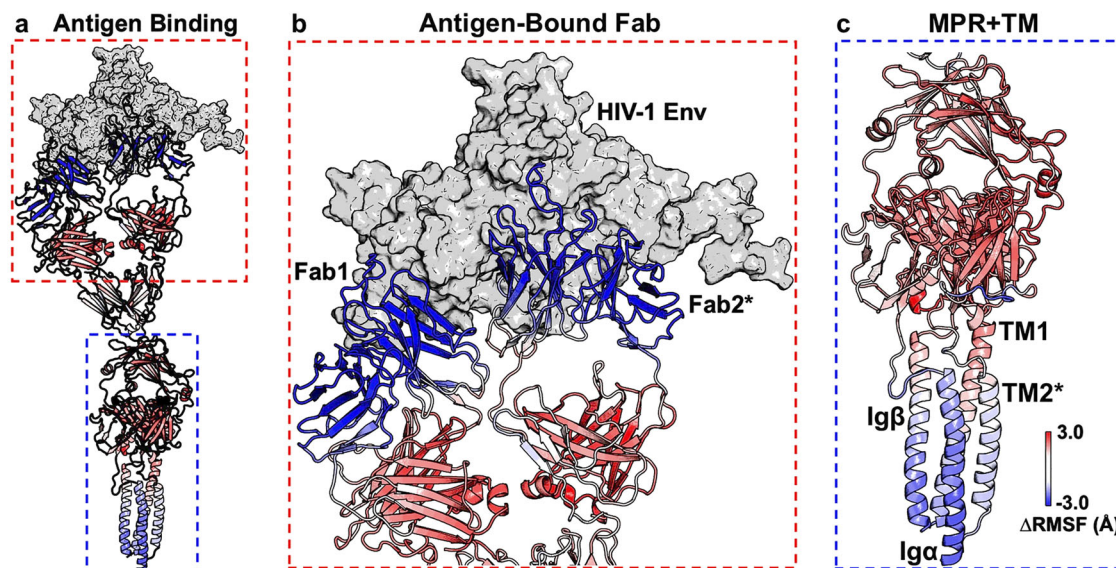 a Antigen Binding
b Antigen-Bound Fab
HIV-1 Env
Fab1
Fab2*
c MPR+TM
TM1
TM2*
Igβ
Igα
3.0
-3.0
ΔRMSF (Å)